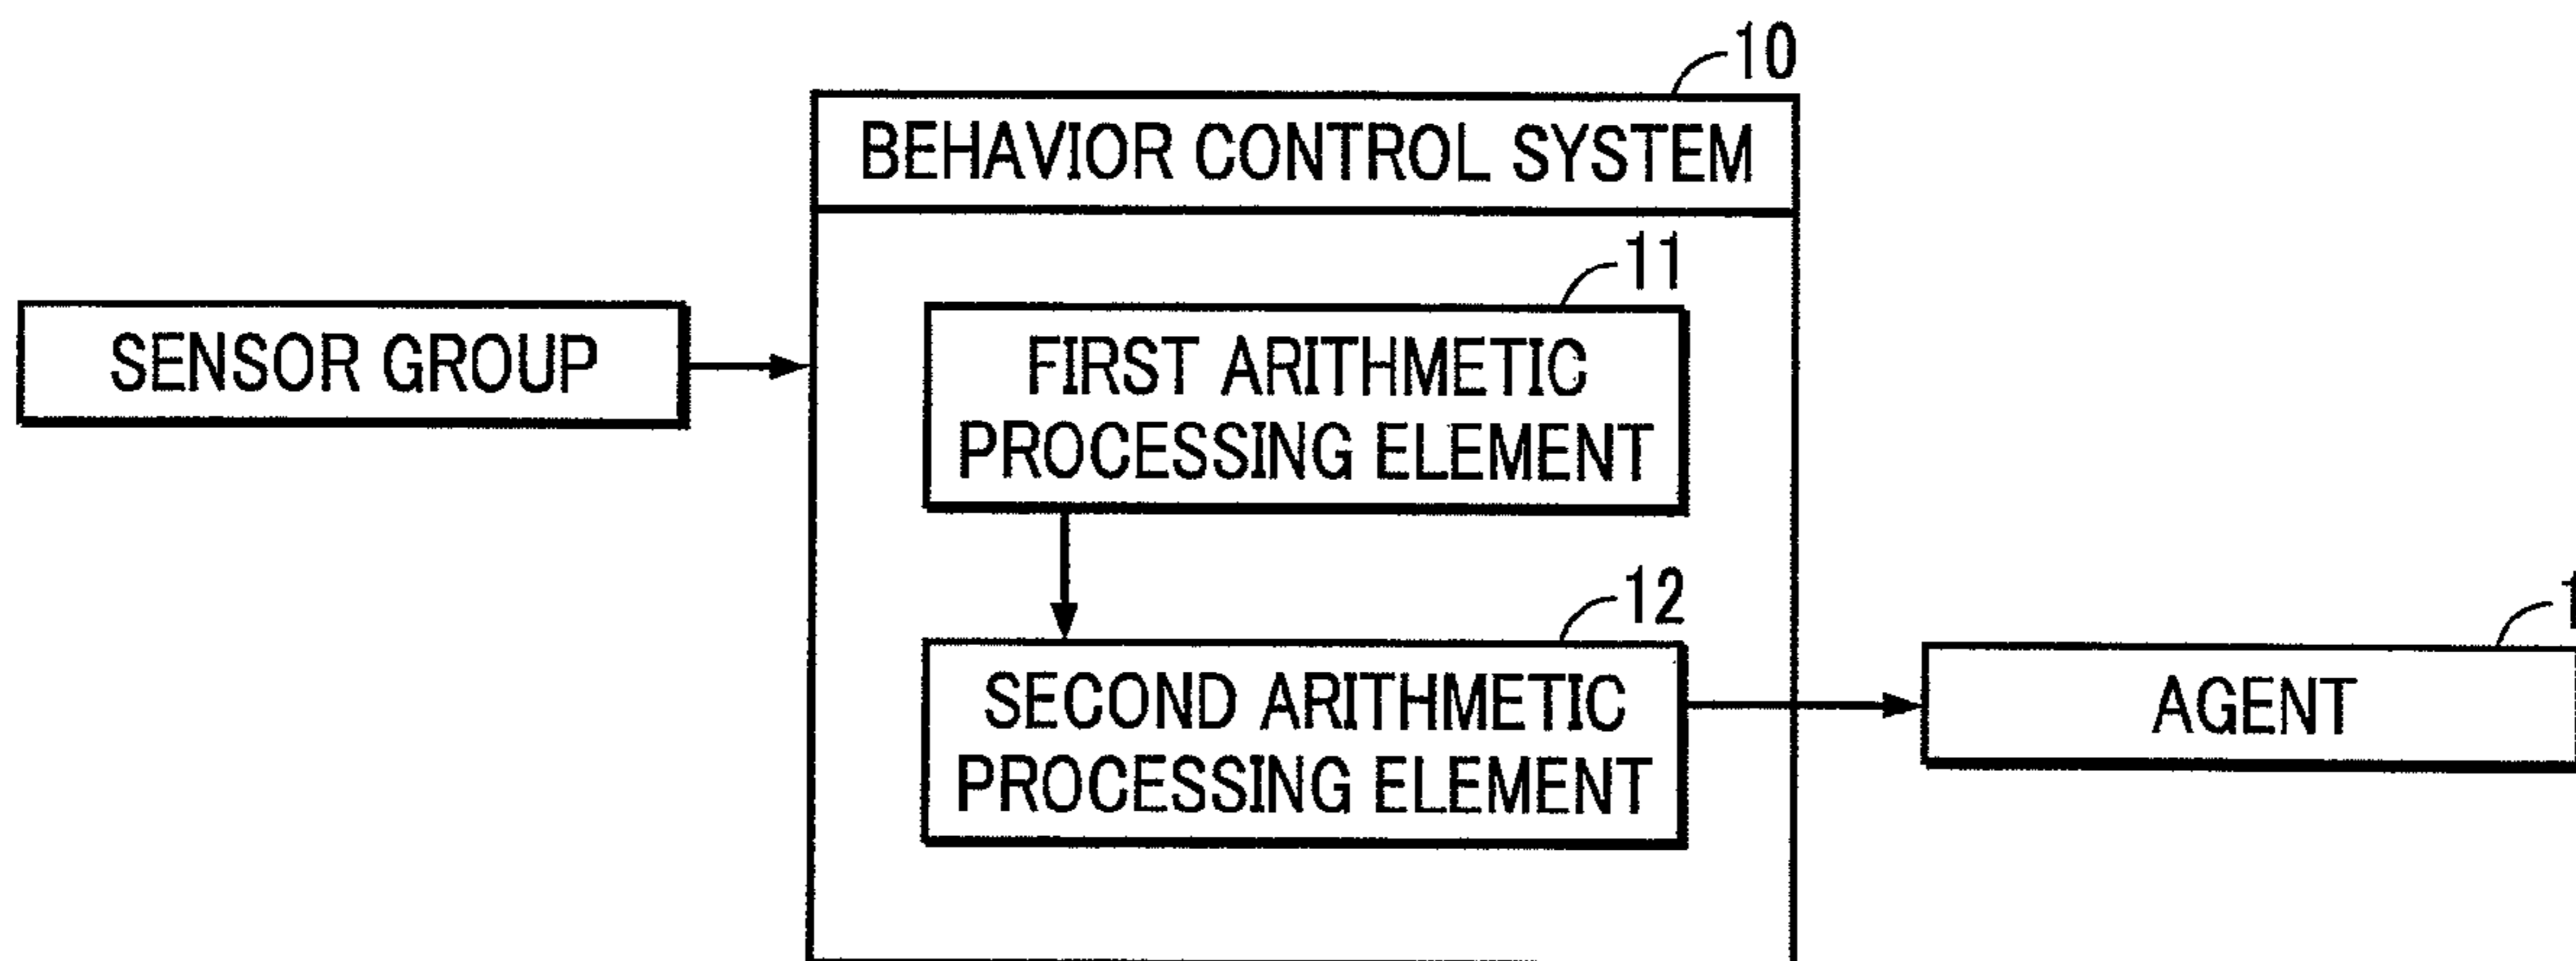 10
BEHAVIOR CONTROL SYSTEM
11
SENSOR GROUP
FIRST ARITHMETIC
PROCESSING ELEMENT
12
SECOND ARITHMETIC
PROCESSING ELEMENT
AGENT